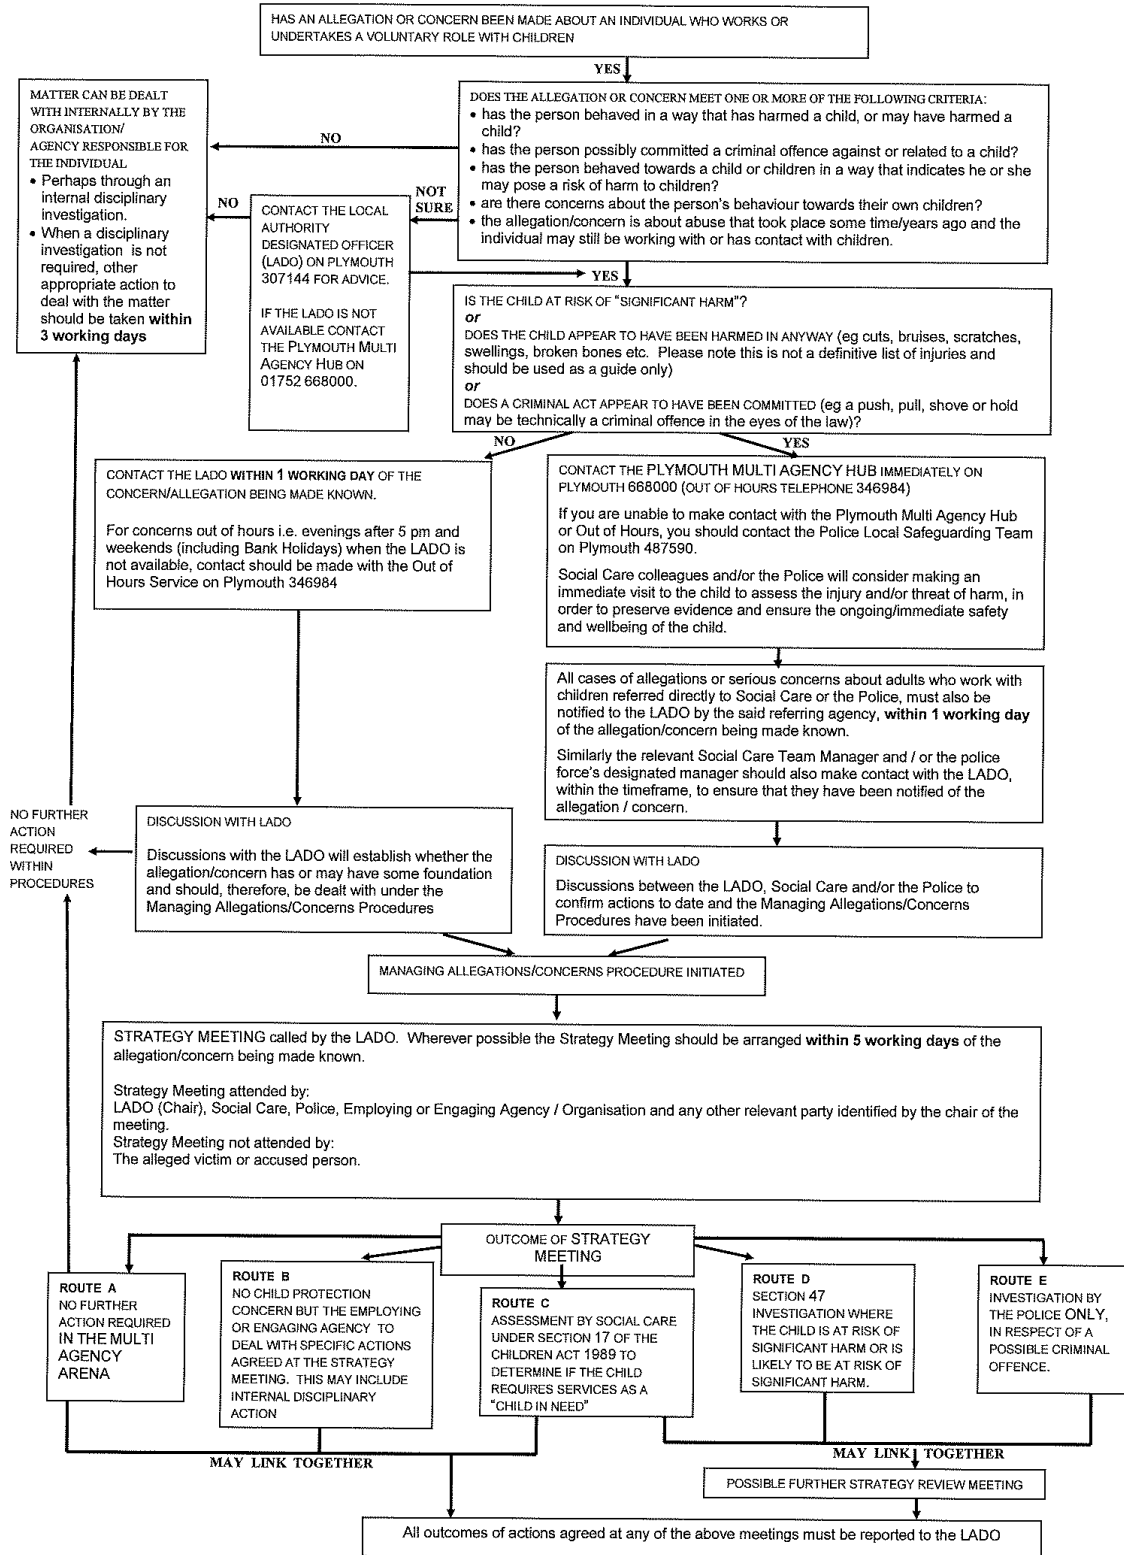 HAS AN ALLEGATION OR CONCERN BEEN MADE ABOUT AN INDIVIDUAL WHO WORKS OR
UNDERTAKES A VOLUNTARY ROLE WITH CHILDREN
YES
MATTER CAN BE DEALT
WITH INTERNALLY BY THE
ORGANISATION/
AGENCY RESPONSIBLE FOR
THE INDIVIDUAL
• Perhaps through an
internal disciplinary
investigation.
• When a disciplinary
investigation is not
required, other
appropriate action to
deal with the matter
should be taken within
3 working days
NO
DOES THE ALLEGATION OR CONCERN MEET ONE OR MORE OF THE FOLLOWING CRITERIA:
• has the person behaved in a way that has harmed a child, or may have harmed a
child?
• has the person possibly committed a criminal offence against or related to a child?
• has the person behaved towards a child or children in a way that indicates he or she
may pose a risk of harm to children?
• are there concerns about the person's behaviour towards their own children?
• the allegation/concern is about abuse that took place some time/years ago and the
individual may still be working with or has contact with children.
NO
NOT
SURE
CONTACT THE LOCAL
AUTHORITY
DESIGNATED OFFICER
(LADO) ON PLYMOUTH
307144 FOR ADVICE.
IF THE LADO IS NOT
AVAILABLE CONTACT
THE PLYMOUTH MULTI
AGENCY HUB ON
01752 668000.
YES
IS THE CHILD AT RISK OF "SIGNIFICANT HARM"?
or
DOES THE CHILD APPEAR TO HAVE BEEN HARMED IN ANYWAY (eg cuts, bruises, scratches,
swellings, broken bones etc. Please note this is not a definitive list of injuries and
should be used as a guide only)
or
DOES A CRIMINAL ACT APPEAR TO HAVE BEEN COMMITTED (eg a push, pull, shove or hold
may be technically a criminal offence in the eyes of the law)?
NO
YES
CONTACT THE LADO WITHIN 1 WORKING DAY OF THE
CONCERN/ALLEGATION BEING MADE KNOWN.
For concerns out of hours i.e. evenings after 5 pm and
weekends (including Bank Holidays) when the LADO is
not available, contact should be made with the Out of
Hours Service on Plymouth 346984
CONTACT THE PLYMOUTH MULTI AGENCY HUB IMMEDIATELY ON
PLYMOUTH 668000 (OUT OF HOURS TELEPHONE 346984)
If you are unable to make contact with the Plymouth Multi Agency Hub
or Out of Hours, you should contact the Police Local Safeguarding Team
on Plymouth 487590.
Social Care colleagues and/or the Police will consider making an
immediate visit to the child to assess the injury and/or threat of harm, in
order to preserve evidence and ensure the ongoing/immediate safety
and wellbeing of the child.
All cases of allegations or serious concerns about adults who work with
children referred directly to Social Care or the Police, must also be
notified to the LADO by the said referring agency, within 1 working day
of the allegation/concern being made known.
Similarly the relevant Social Care Team Manager and / or the police
force's designated manager should also make contact with the LADO,
within the timeframe, to ensure that they have been notified of the
allegation / concern.
NO FURTHER
ACTION
REQUIRED
WITHIN
PROCEDURES
DISCUSSION WITH LADO
Discussions with the LADO will establish whether the
allegation/concern has or may have some foundation
and should, therefore, be dealt with under the
Managing Allegations/Concerns Procedures
DISCUSSION WITH LADO
Discussions between the LADO, Social Care and/or the Police to
confirm actions to date and the Managing Allegations/Concerns
Procedures have been initiated.
MANAGING ALLEGATIONS/CONCERNS PROCEDURE INITIATED
STRATEGY MEETING called by the LADO. Wherever possible the Strategy Meeting should be arranged within 5 working days of the
allegation/concern being made known.
Strategy Meeting attended by:
LADO (Chair), Social Care, Police, Employing or Engaging Agency / Organisation and any other relevant party identified by the chair of the
meeting.
Strategy Meeting not attended by:
The alleged victim or accused person.
OUTCOME OF STRATEGY
MEETING
ROUTE A
NO FURTHER
ACTION REQUIRED
IN THE MULTI
AGENCY
ARENA
ROUTE B
NO CHILD PROTECTION
CONCERN BUT THE EMPLOYING
OR ENGAGING AGENCY TO
DEAL WITH SPECIFIC ACTIONS
AGREED AT THE STRATEGY
MEETING. THIS MAY INCLUDE
INTERNAL DISCIPLINARY
ACTION
ROUTE C
ASSESSMENT BY SOCIAL CARE
UNDER SECTION 17 OF THE
CHILDREN ACT 1989 TO
DETERMINE IF THE CHILD
REQUIRES SERVICES AS A
"CHILD IN NEED"
ROUTE D
SECTION 47
INVESTIGATION WHERE
THE CHILD IS AT RISK OF
SIGNIFICANT HARM OR IS
LIKELY TO BE AT RISK OF
SIGNIFICANT HARM.
ROUTE E
INVESTIGATION BY
THE POLICE ONLY,
IN RESPECT OF A
POSSIBLE CRIMINAL
OFFENCE.
MAY LINK TOGETHER
MAY LINK TOGETHER
POSSIBLE FURTHER STRATEGY REVIEW MEETING
All outcomes of actions agreed at any of the above meetings must be reported to the LADO